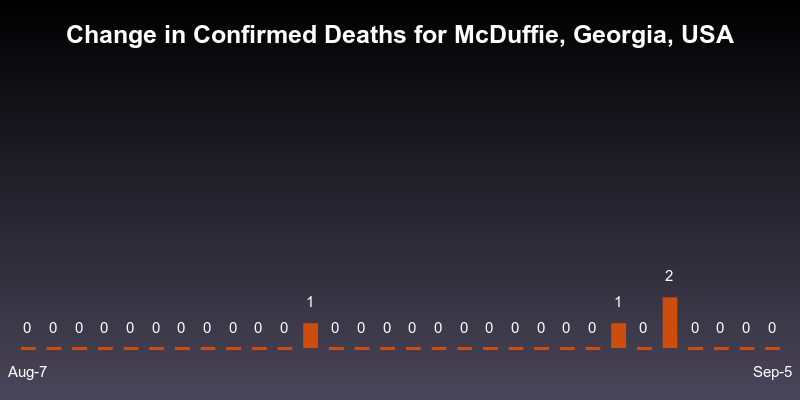 Change in Confirmed Deaths for McDuffie, Georgia, USA
2
1 1
0 0 0 0 0 0 0 0 0 0 0 0 0 0 0 0 0 0 0 0 0 0 0 0 0 0 0
Aug-7 Sep-5